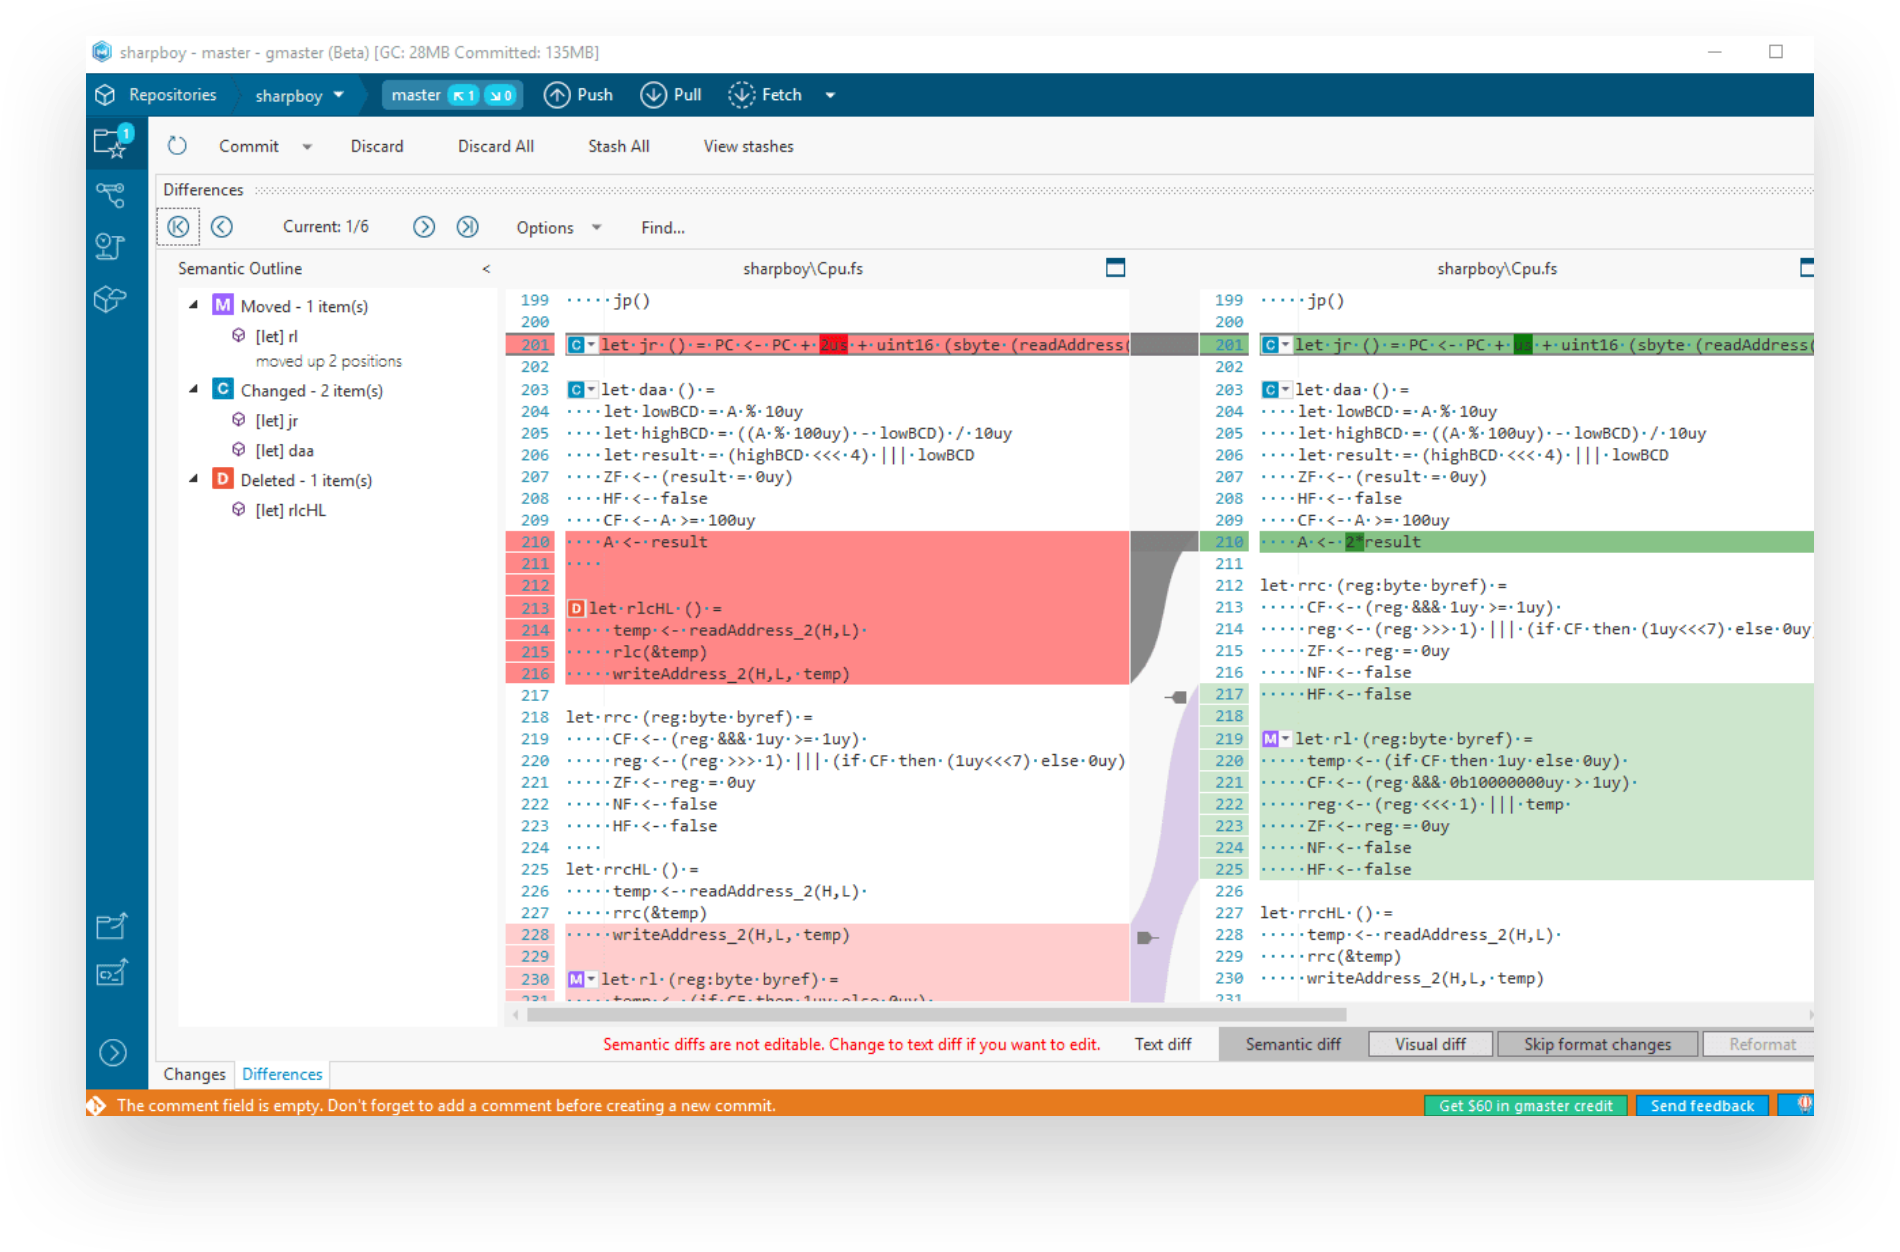 sharpboy - master - gmaster (Beta) [GC: 28MB Committed: 135MB]
Repositories sharpboy master 1 0 Push Pull Fetch
1
Commit Discard Discard All Stash All View stashes
Differences
Current: 1/6 Options Find...
Semantic Outline <
M Moved - 1 item(s)
[let] rl
moved up 2 positions
C Changed - 2 item(s)
[let] jr
[let] daa
D Deleted - 1 item(s)
[let] rlcHL
sharpboy\Cpu.fs
199 ·····jp()
200
201 C let·jr·()·=·PC·<-·PC·+·2us·+·uint16·(sbyte·(readAddress(
202
203 C let·daa·()·=
204 ····let·lowBCD·=·A·%·10uy
205 ····let·highBCD·=·((A·%·100uy)·-·lowBCD)·/·10uy
206 ····let·result·=·(highBCD·<<<·4)·|||·lowBCD
207 ····ZF·<-·(result·=·0uy)
208 ····HF·<-·false
209 ····CF·<-·A·>=·100uy
210 ····A·<-·result
211 ····
212
213 D let·rlcHL·()·=
214 ·····temp·<-·readAddress_2(H,L)·
215 ·····rlc(&temp)
216 ·····writeAddress_2(H,L,·temp)
217
218 let·rrc·(reg:byte·byref)·=
219 ·····CF·<-·(reg·&&&·1uy·>=·1uy)·
220 ·····reg·<-·(reg·>>>·1)·|||·(if·CF·then·(1uy<<<7)·else·0uy)
221 ·····ZF·<-·reg·=·0uy
222 ·····NF·<-·false
223 ·····HF·<-·false
224 ····
225 let·rrcHL·()·=
226 ·····temp·<-·readAddress_2(H,L)·
227 ·····rrc(&temp)
228 ·····writeAddress_2(H,L,·temp)
229
230 M let·rl·(reg:byte·byref)·=
231 ·····temp·<-·(if·CF·then·1uy·else·0uy)·
sharpboy\Cpu.fs
199 ·····jp()
200
201 C let·jr·()·=·PC·<-·PC·+·us·+·uint16·(sbyte·(readAddress(
202
203 C let·daa·()·=
204 ····let·lowBCD·=·A·%·10uy
205 ····let·highBCD·=·((A·%·100uy)·-·lowBCD)·/·10uy
206 ····let·result·=·(highBCD·<<<·4)·|||·lowBCD
207 ····ZF·<-·(result·=·0uy)
208 ····HF·<-·false
209 ····CF·<-·A·>=·100uy
210 ····A·<-·2*result
211
212 let·rrc·(reg:byte·byref)·=
213 ·····CF·<-·(reg·&&&·1uy·>=·1uy)·
214 ·····reg·<-·(reg·>>>·1)·|||·(if·CF·then·(1uy<<<7)·else·0uy
215 ·····ZF·<-·reg·=·0uy
216 ·····NF·<-·false
217 ·····HF·<-·false
218
219 M let·rl·(reg:byte·byref)·=
220 ·····temp·<-·(if·CF·then·1uy·else·0uy)·
221 ·····CF·<-·(reg·&&&·0b10000000uy·>·1uy)·
222 ·····reg·<-·(reg·<<<·1)·|||·temp·
223 ·····ZF·<-·reg·=·0uy
224 ·····NF·<-·false
225 ·····HF·<-·false
226
227 let·rrcHL·()·=
228 ·····temp·<-·readAddress_2(H,L)·
229 ·····rrc(&temp)
230 ·····writeAddress_2(H,L,·temp)
231
Semantic diffs are not editable. Change to text diff if you want to edit. Text diff Semantic diff Visual diff Skip format changes Reformat
Changes Differences
The comment field is empty. Don't forget to add a comment before creating a new commit. Get $60 in gmaster credit Send feedback